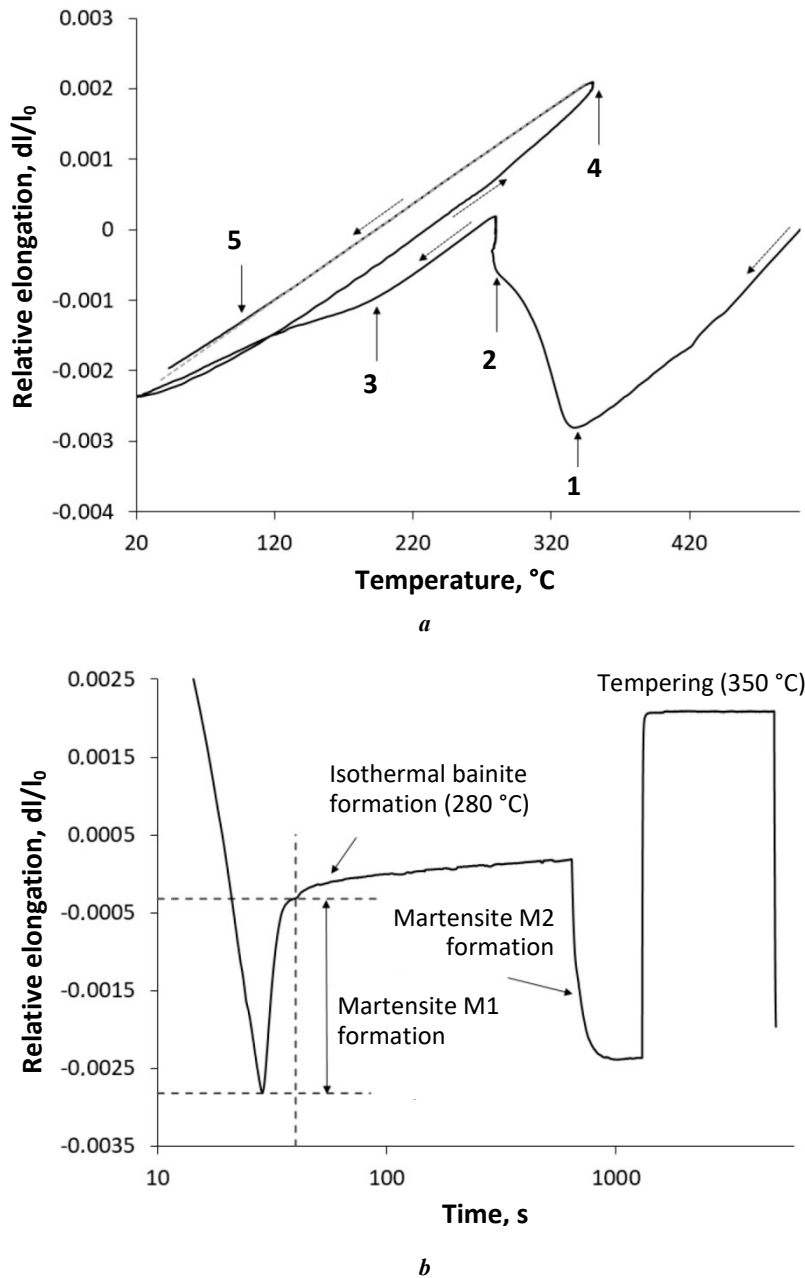 0.003
0.002
0.001
0
-0.001
-0.002
-0.003
-0.004
Relative elongation, dl/l₀
5
4
3
2
1
20 120 220 320 420
Temperature, °C
a
0.0025
0.0015
0.0005
-0.0005
-0.0015
-0.0025
-0.0035
Relative elongation, dl/l₀
Tempering (350 °C)
Isothermal bainite
formation (280 °C)
Martensite M2
formation
Martensite M1
formation
10 100 1000
Time, s
b